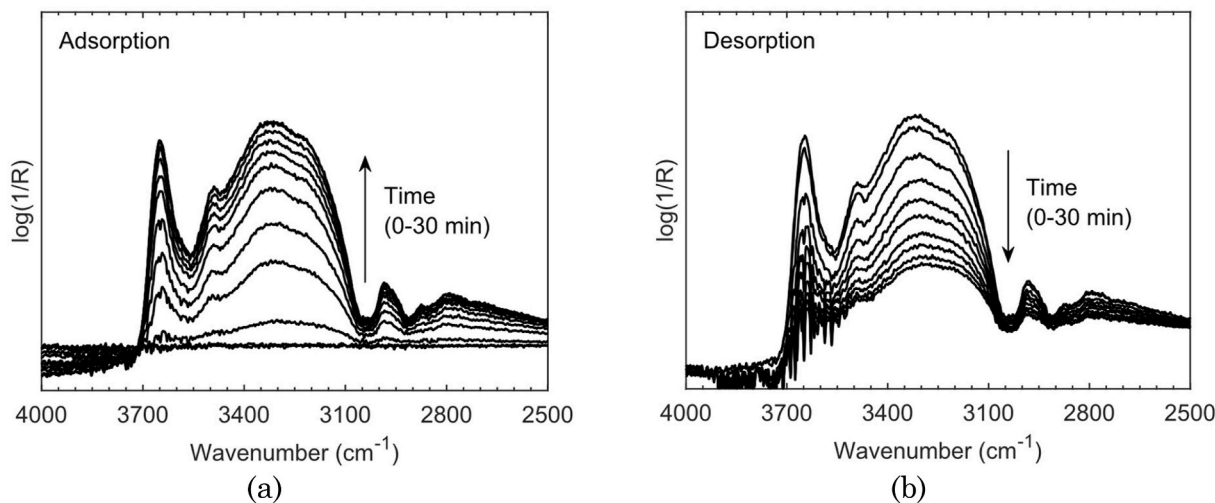 Adsorption
log(1/R)
Time
(0-30 min)
4000 3700 3400 3100 2800 2500
Wavenumber (cm⁻¹)
(a)
Desorption
log(1/R)
Time
(0-30 min)
4000 3700 3400 3100 2800 2500
Wavenumber (cm⁻¹)
(b)